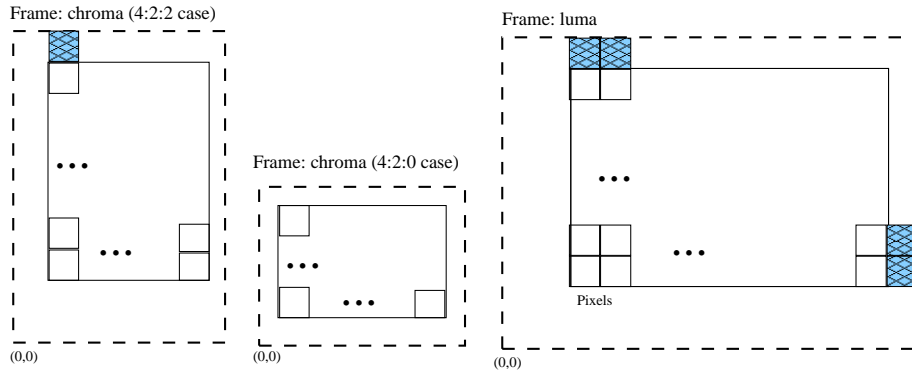 Frame: chroma (4:2:2 case)
Frame: luma
Frame: chroma (4:2:0 case)
Pixels
(0,0)
(0,0)
(0,0)